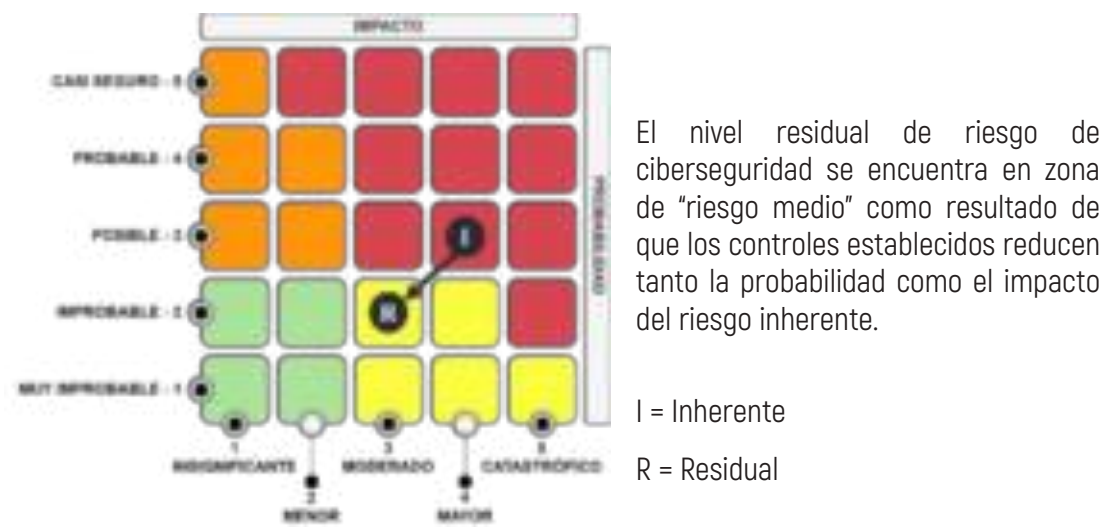 IMPACTO
CASI SEGURO - 5
PROBABLE - 4
POSIBLE - 3
IMPROBABLE - 2
MUY IMPROBABLE - 1
PROBABILIDAD
I
R
1
INSIGNIFICANTE
2
MENOR
3
MODERADO
4
MAYOR
5
CATASTRÓFICO
El nivel residual de riesgo de
ciberseguridad se encuentra en zona
de “riesgo medio” como resultado de
que los controles establecidos reducen
tanto la probabilidad como el impacto
del riesgo inherente.
I = Inherente
R = Residual